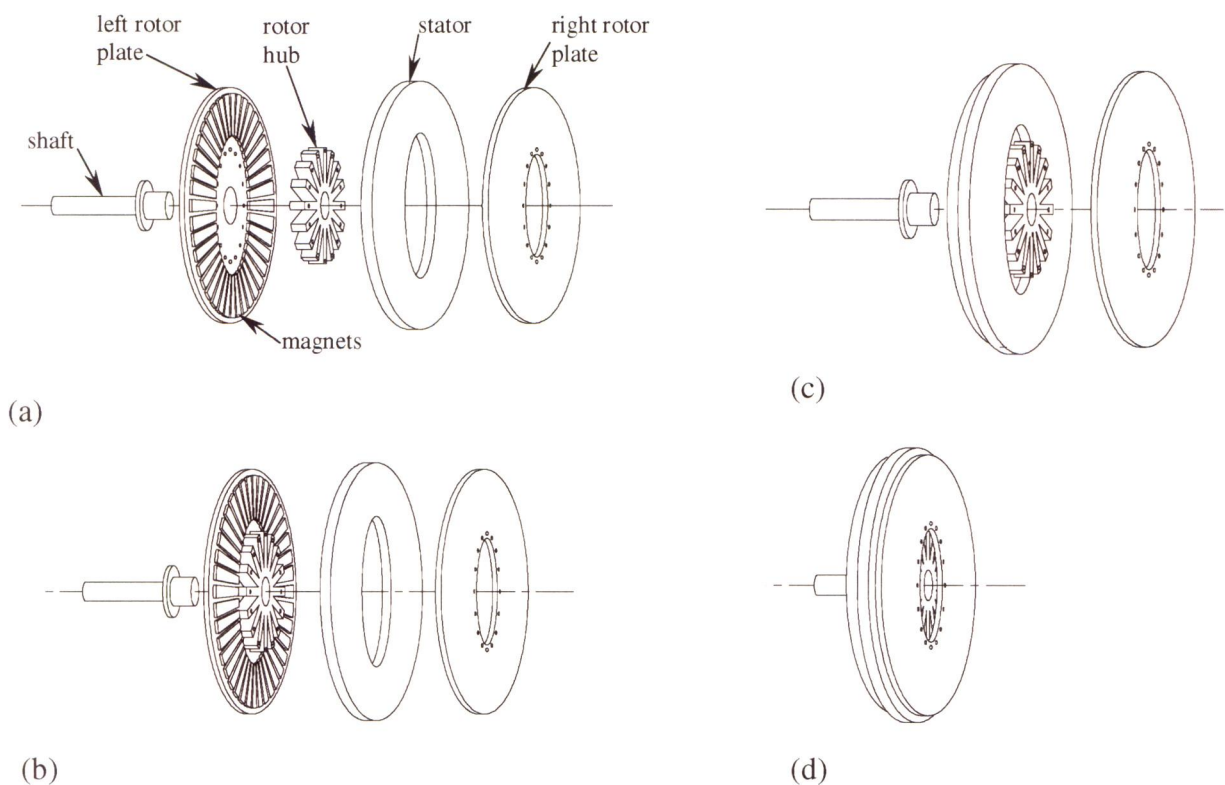 left rotor
plate
rotor
hub
stator
right rotor
plate
shaft
magnets
(a)
(c)
(b)
(d)